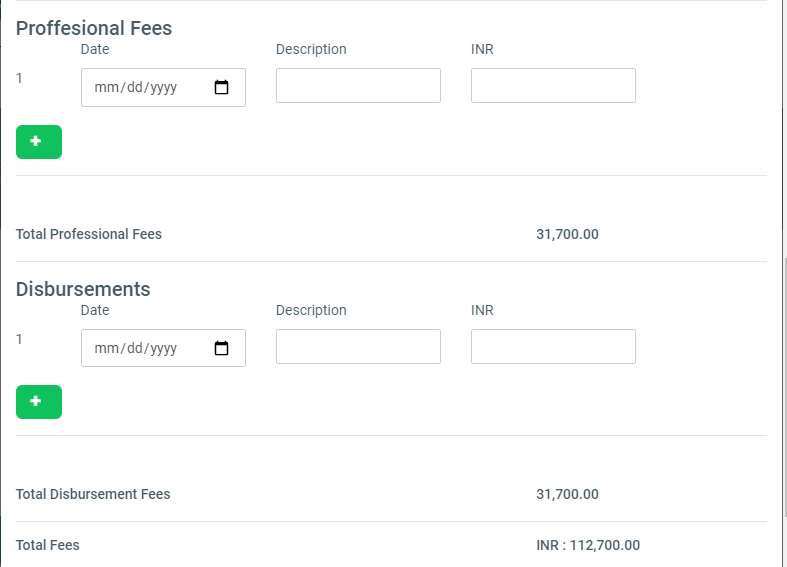 Proffesional Fees
Date Description INR
1 mm/dd/yyyy
+
Total Professional Fees 31,700.00
Disbursements
Date Description INR
1 mm/dd/yyyy
+
Total Disbursement Fees 31,700.00
Total Fees INR : 112,700.00